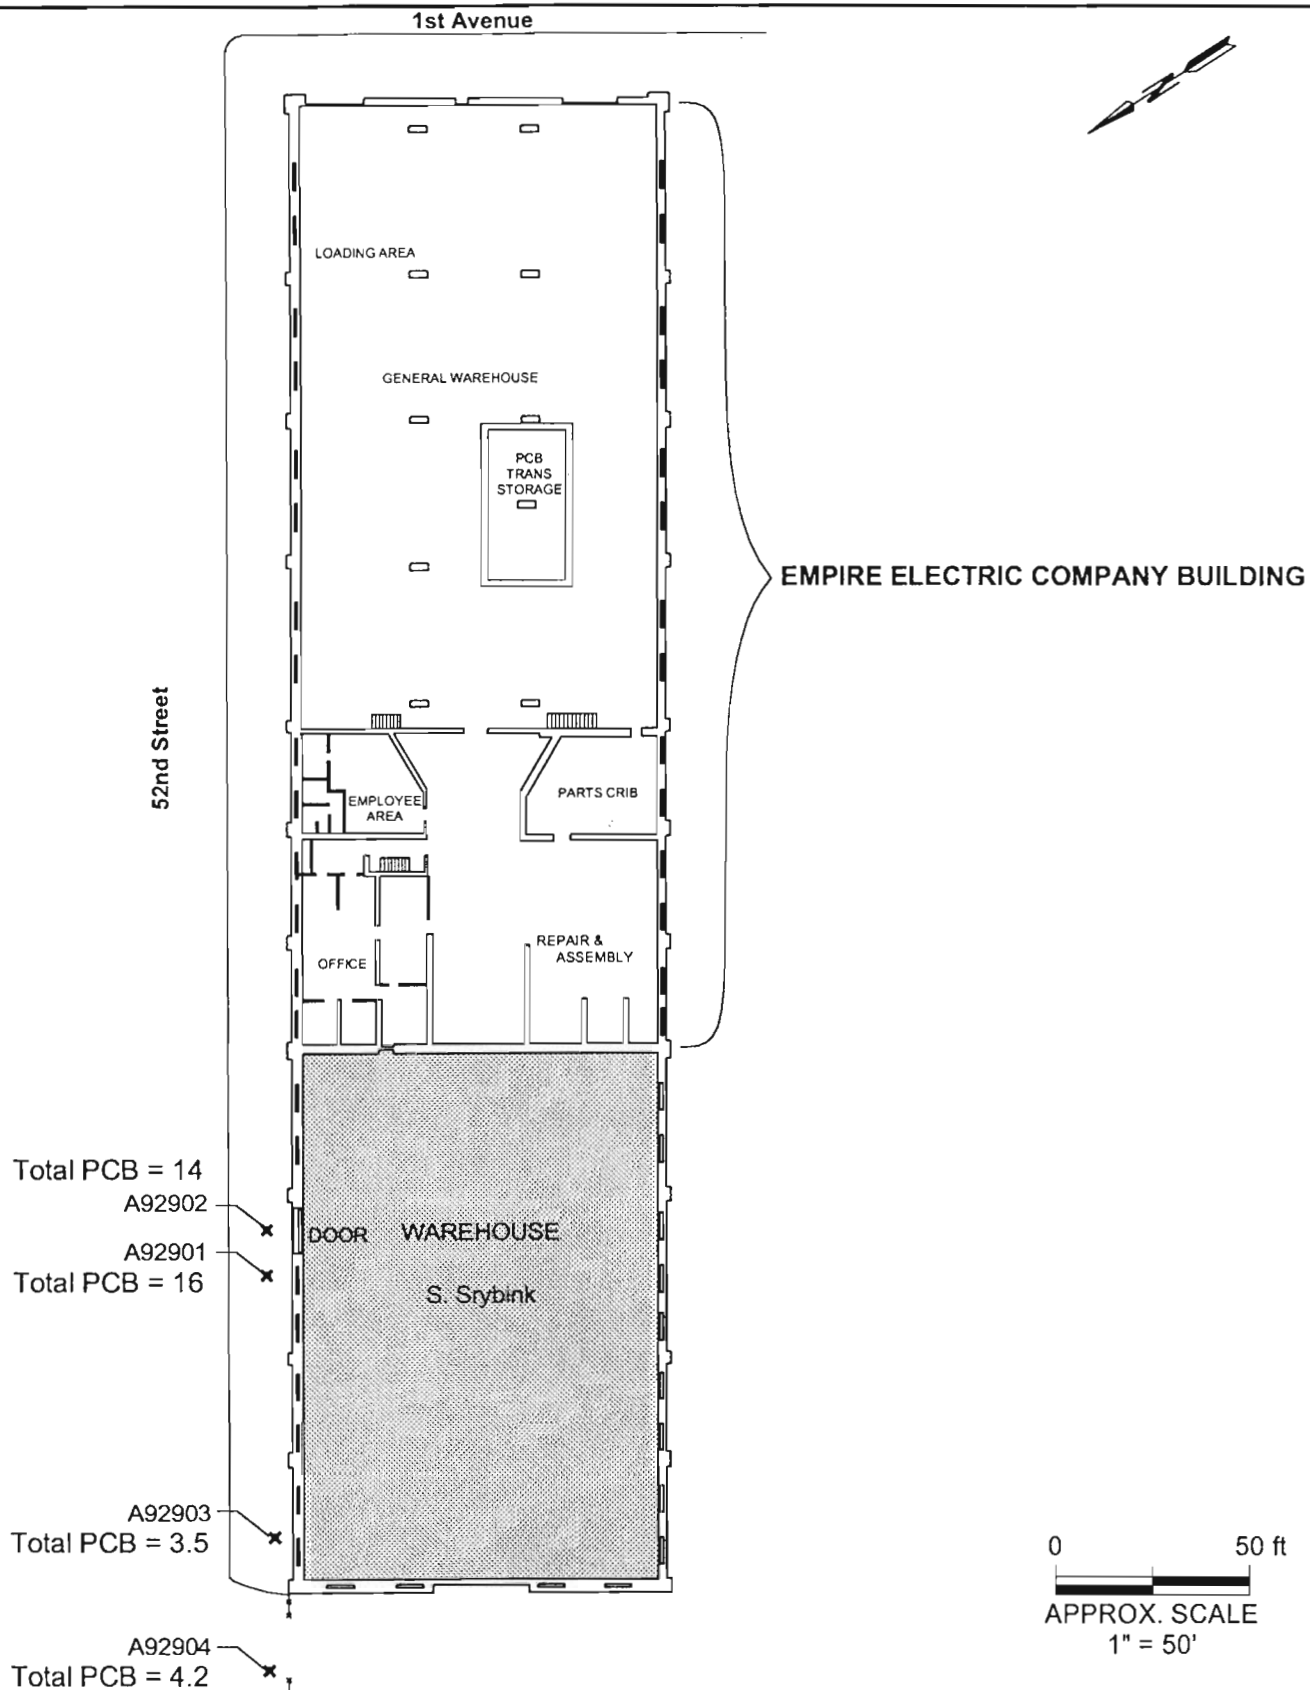 1st Avenue
N
LOADING AREA
GENERAL WAREHOUSE
PCB
TRANS
STORAGE
EMPIRE ELECTRIC COMPANY BUILDING
52nd Street
EMPLOYEE
AREA
PARTS CRIB
OFFICE
REPAIR &
ASSEMBLY
Total PCB = 14
A92902
DOOR
WAREHOUSE
A92901
Total PCB = 16
S. Srybink
A92903
Total PCB = 3.5
0 50 ft
APPROX. SCALE
1" = 50'
A92904
Total PCB = 4.2